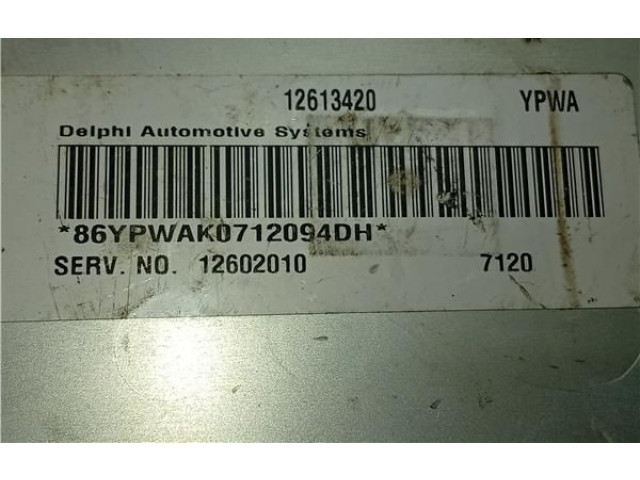 12613420 YPWA
Delphi Automotive Systems
*86YPWAK0712094DH*
SERV. NO. 12602010 7120